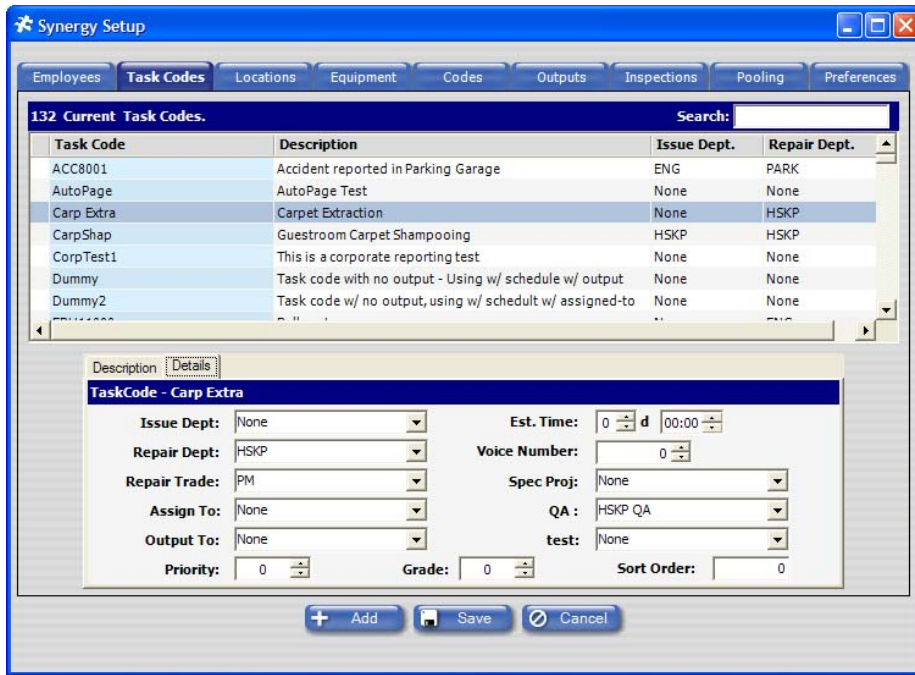 Synergy Setup
Employees Task Codes Locations Equipment Codes Outputs Inspections Pooling Preferences
132 Current Task Codes. Search:
Task Code Description Issue Dept. Repair Dept.
ACC8001 Accident reported in Parking Garage ENG PARK
AutoPage AutoPage Test None None
Carp Extra Carpet Extraction None HSKP
CarpShap Guestroom Carpet Shampooing HSKP HSKP
CorpTest1 This is a corporate reporting test None None
Dummy Task code with no output - Using w/ schedule w/ output None None
Dummy2 Task code w/ no output, using w/ schedult w/ assigned-to None None
Description Details
TaskCode - Carp Extra
Issue Dept: None Est. Time: 0 d 00:00
Repair Dept: HSKP Voice Number: 0
Repair Trade: PM Spec Proj: None
Assign To: None QA : HSKP QA
Output To: None test: None
Priority: 0 Grade: 0 Sort Order: 0
Add Save Cancel